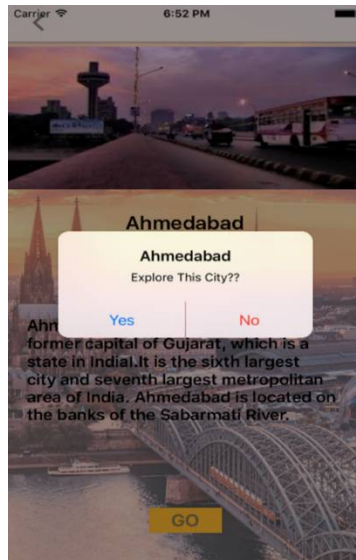 Carrier 6:52 PM
Ahmedabad
Ahmedabad
Explore This City??
Yes No
Ahm
former capital of Gujarat, which is a
state in Indial.It is the sixth largest
city and seventh largest metropolitan
area of India. Ahmedabad is located on
the banks of the Sabarmati River.
GO